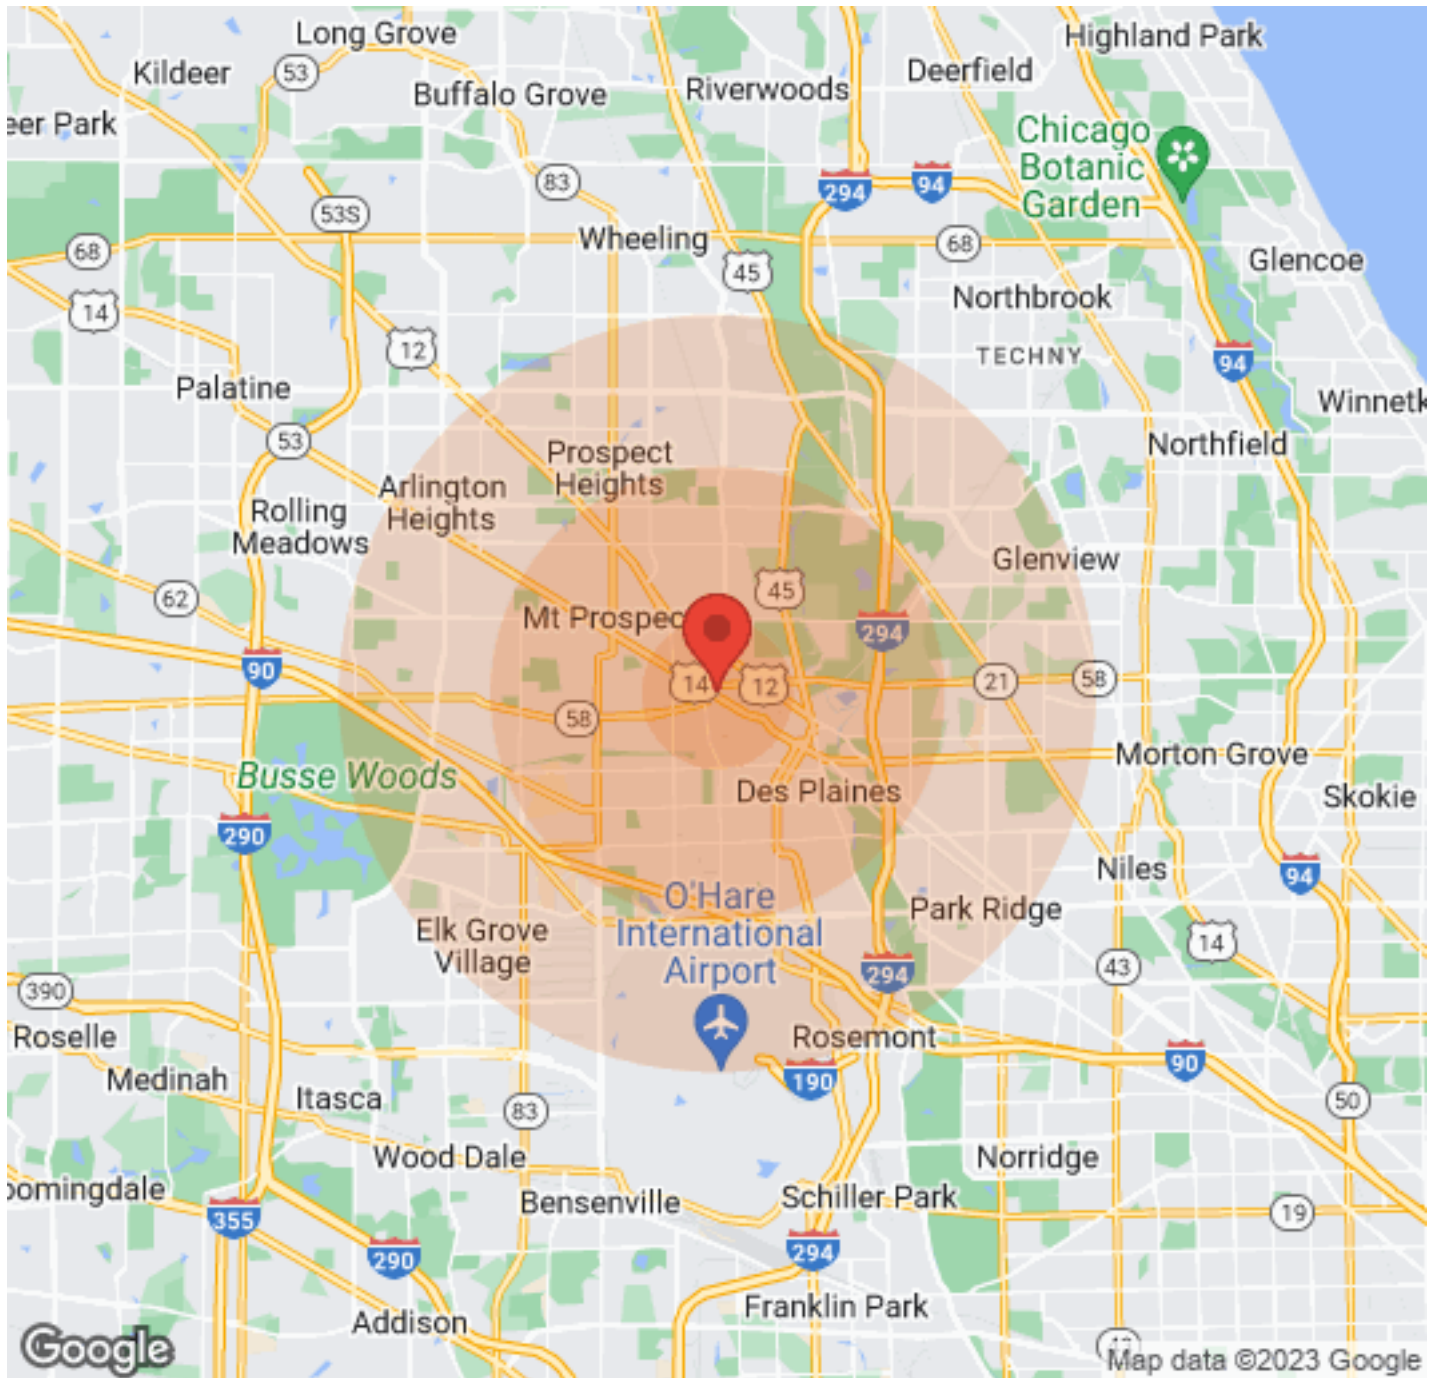 Long Grove
Highland Park
Kildeer
53
Deerfield
Buffalo Grove
Riverwoods
eer Park
Chicago
Botanic
Garden
83
294
94
53S
68
Wheeling
68
45
Glencoe
14
Northbrook
12
TECHNY
94
Palatine
Winnetk
53
Northfield
Prospect
Heights
Arlington
Heights
Rolling
Meadows
Glenview
62
45
Mt Prospec
294
90
14
12
21
58
58
Morton Grove
Busse Woods
Des Plaines
Skokie
290
Niles
94
O'Hare
International
Airport
Park Ridge
Elk Grove
Village
14
294
43
390
Roselle
Rosemont
90
Medinah
190
Itasca
83
50
Wood Dale
Norridge
oomingdale
Bensenville
Schiller Park
19
355
290
294
Franklin Park
Addison
Google
Map data ©2023 Google